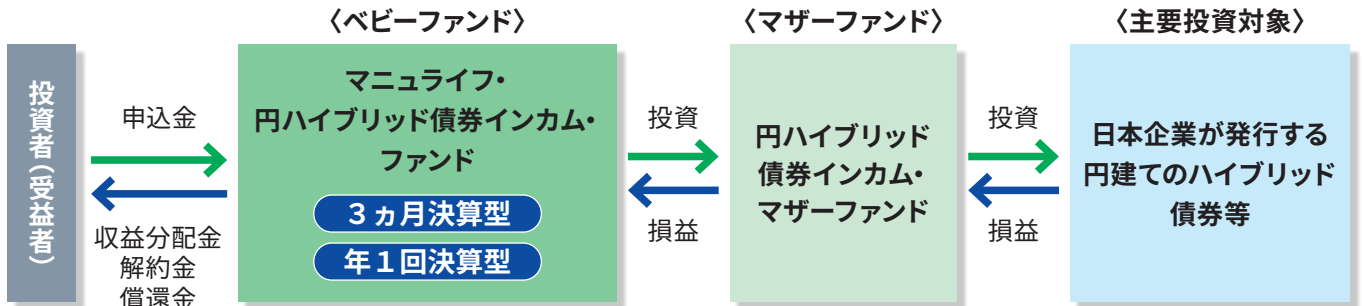 〈ベビーファンド〉
〈マザーファンド〉
〈主要投資対象〉
投資者(受益者)
申込金
収益分配金
解約金
償還金
マニュライフ・
円ハイブリッド債券インカム・
ファンド
３ヵ月決算型
年１回決算型
投資
損益
円ハイブリッド
債券インカム・
マザーファンド
投資
損益
日本企業が発行する
円建てのハイブリッド
債券等